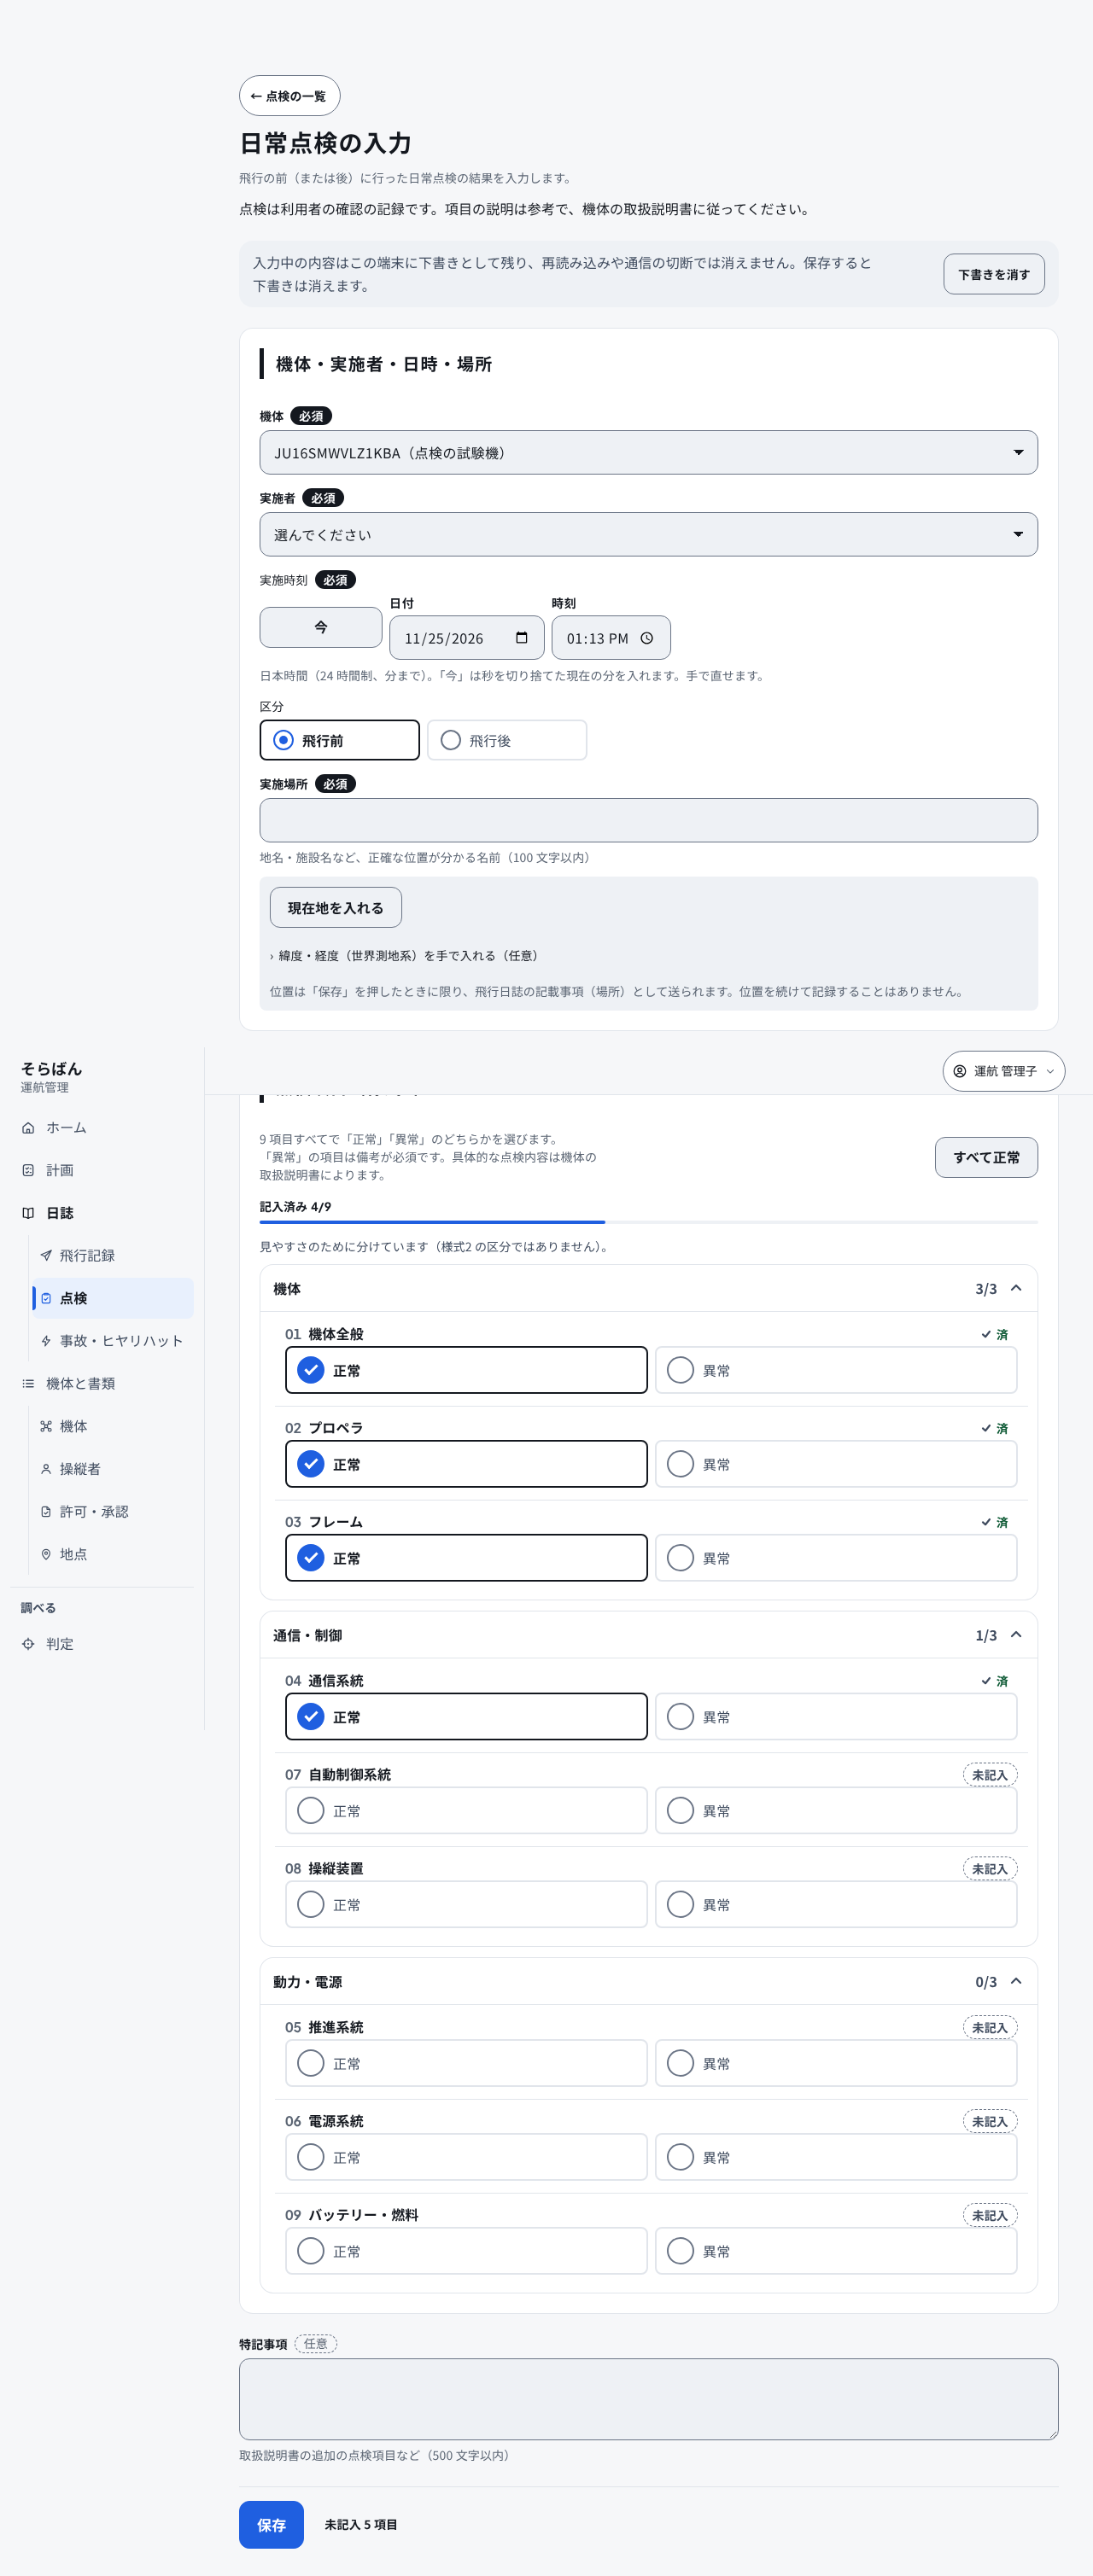 ← 点検の一覧
日常点検の入力
飛行の前（または後）に行った日常点検の結果を入力します。
点検は利用者の確認の記録です。項目の説明は参考で、機体の取扱説明書に従ってください。
入力中の内容はこの端末に下書きとして残り、再読み込みや通信の切断では消えません。保存すると
下書きは消えます。
下書きを消す
機体・実施者・日時・場所
機体 必須
JU16SMWVLZ1KBA（点検の試験機）
実施者 必須
選んでください
実施時刻 必須
日付
時刻
今
11/25/2026
01:13 PM
日本時間（24 時間制、分まで）。「今」は秒を切り捨てた現在の分を入れます。手で直せます。
区分
飛行前
飛行後
実施場所 必須
地名・施設名など、正確な位置が分かる名前（100 文字以内）
現在地を入れる
› 緯度・経度（世界測地系）を手で入れる（任意）
位置は「保存」を押したときに限り、飛行日誌の記載事項（場所）として送られます。位置を続けて記録することはありません。
そらばん
運航管理
運航 管理子
ホーム
計画
日誌
飛行記録
点検
事故・ヒヤリハット
機体と書類
機体
操縦者
許可・承認
地点
調べる
判定
9 項目すべてで「正常」「異常」のどちらかを選びます。
「異常」の項目は備考が必須です。具体的な点検内容は機体の
取扱説明書によります。
すべて正常
記入済み 4/9
見やすさのために分けています（様式2 の区分ではありません）。
機体 3/3
01 機体全般 済
正常 異常
02 プロペラ 済
正常 異常
03 フレーム 済
正常 異常
通信・制御 1/3
04 通信系統 済
正常 異常
07 自動制御系統 未記入
正常 異常
08 操縦装置 未記入
正常 異常
動力・電源 0/3
05 推進系統 未記入
正常 異常
06 電源系統 未記入
正常 異常
09 バッテリー・燃料 未記入
正常 異常
特記事項 任意
取扱説明書の追加の点検項目など（500 文字以内）
保存
未記入 5 項目